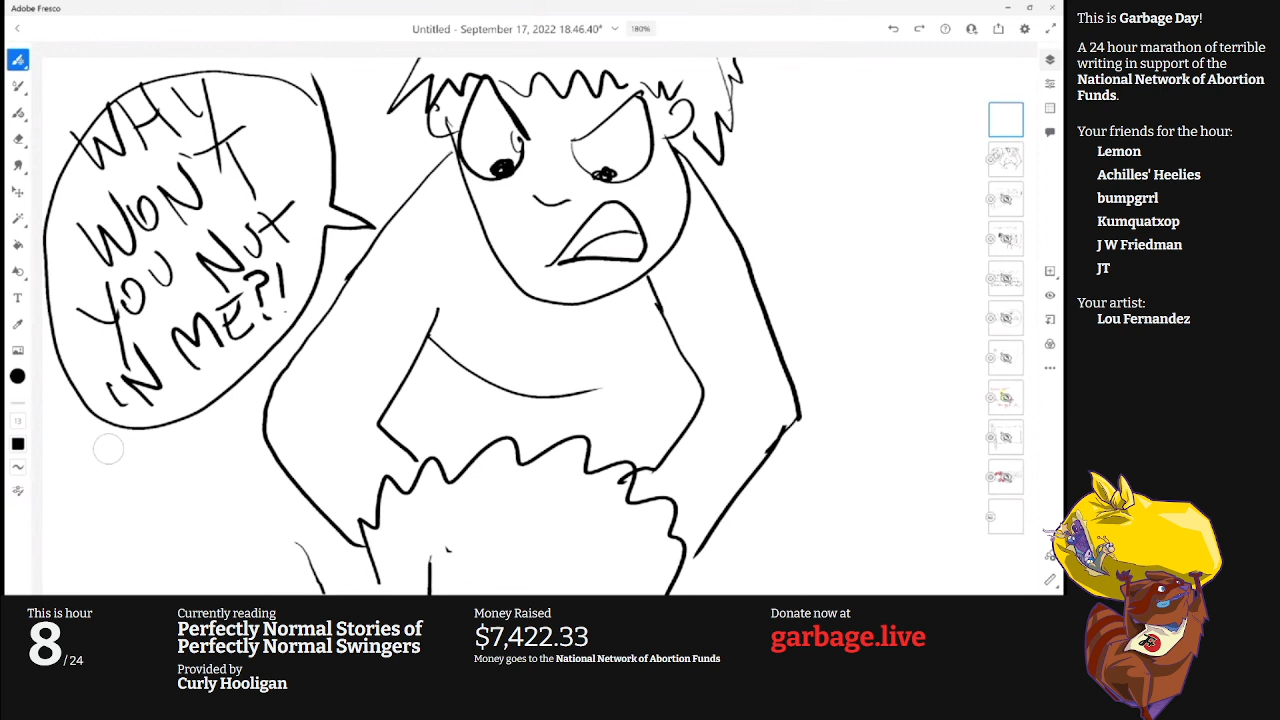 Adobe Fresco
Untitled - September 17, 2022 18.46.40*
180%
WHY
WON'T
YOU NUT
IN ME?!
13
This is Garbage Day!
A 24 hour marathon of terrible
writing in support of the
National Network of Abortion
Funds.
Your friends for the hour:
Lemon
Achilles' Heelies
bumpgrrl
Kumquatxop
J W Friedman
JT
Your artist:
Lou Fernandez
This is hour
8/24
Currently reading
Perfectly Normal Stories of
Perfectly Normal Swingers
Provided by
Curly Hooligan
Money Raised
$7,422.33
Money goes to the National Network of Abortion Funds
Donate now at
garbage.live